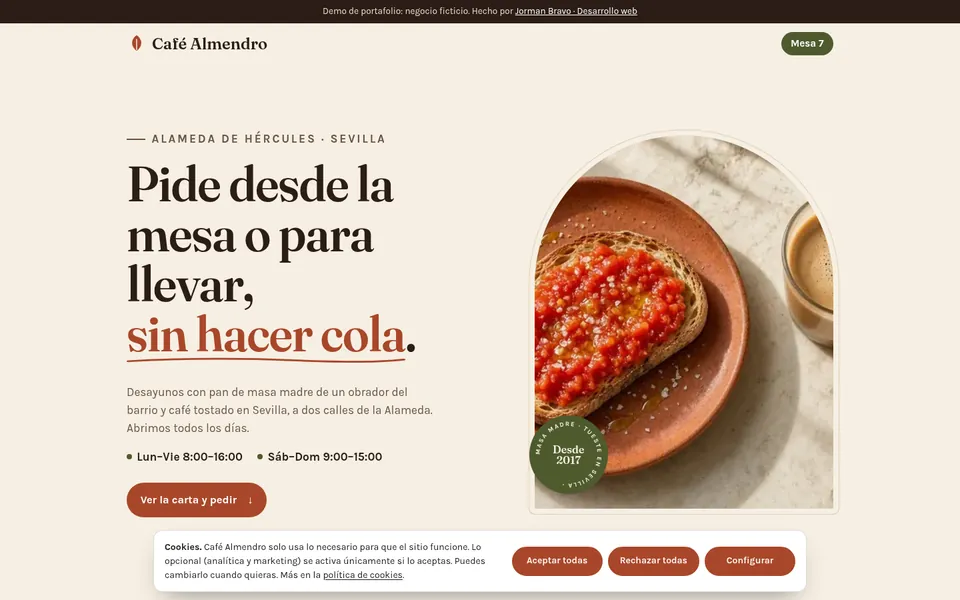 Demo de portafolio: negocio ficticio. Hecho por Jorman Bravo · Desarrollo web
Café Almendro
Mesa 7
ALAMEDA DE HÉRCULES · SEVILLA
Pide desde la
mesa o para
llevar,
sin hacer cola.
Desayunos con pan de masa madre de un obrador del
barrio y café tostado en Sevilla, a dos calles de la Alameda.
Abrimos todos los días.
Lun–Vie 8:00–16:00
Sáb–Dom 9:00–15:00
Ver la carta y pedir ↓
MASA MADRE · TUESTE EN SEVILLA ·
Desde
2017
Cookies. Café Almendro solo usa lo necesario para que el sitio funcione. Lo
opcional (analítica y marketing) se activa únicamente si lo aceptas. Puedes
cambiarlo cuando quieras. Más en la política de cookies.
Aceptar todas
Rechazar todas
Configurar